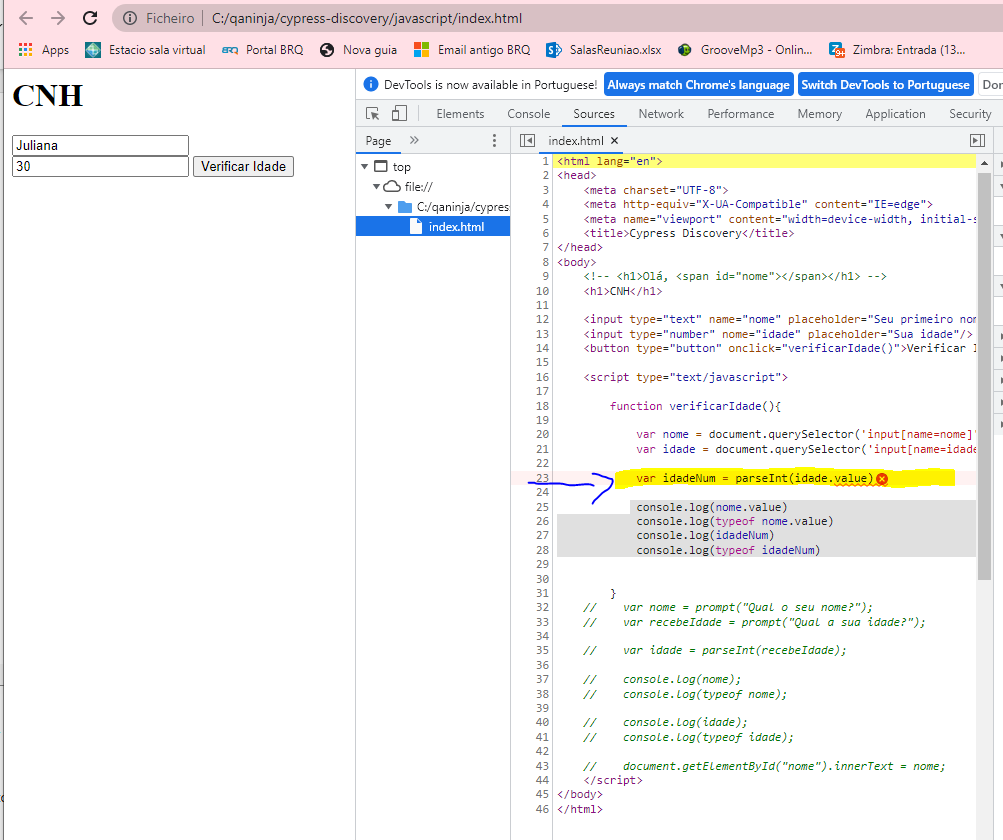 Ficheiro C:/qaninja/cypress-discovery/javascript/index.html
Apps Estacio sala virtual BRQ Portal BRQ Nova guia Email antigo BRQ SalasReuniao.xlsx GrooveMp3 - Onlin... Zimbra: Entrada (13...
CNH
Juliana
30 Verificar Idade
DevTools is now available in Portuguese! Always match Chrome's language Switch DevTools to Portuguese Don
Elements Console Sources Network Performance Memory Application Security
Page » index.html ×
top
file://
C:/qaninja/cypres
index.html
1 <html lang="en">
2 <head>
3 <meta charset="UTF-8">
4 <meta http-equiv="X-UA-Compatible" content="IE=edge">
5 <meta name="viewport" content="width=device-width, initial-s
6 <title>Cypress Discovery</title>
7 </head>
8 <body>
9 <!-- <h1>Olá, <span id="nome"></span></h1> -->
10 <h1>CNH</h1>
11
12 <input type="text" name="nome" placeholder="Seu primeiro nom
13 <input type="number" nome="idade" placeholder="Sua idade"/>
14 <button type="button" onclick="verificarIdade()">Verificar I
15
16 <script type="text/javascript">
17
18 function verificarIdade(){
19
20 var nome = document.querySelector('input[name=nome]'
21 var idade = document.querySelector('input[name=idade
22
23 var idadeNum = parseInt(idade.value)
24
25 console.log(nome.value)
26 console.log(typeof nome.value)
27 console.log(idadeNum)
28 console.log(typeof idadeNum)
29
30
31 }
32 // var nome = prompt("Qual o seu nome?");
33 // var recebeIdade = prompt("Qual a sua idade?");
34
35 // var idade = parseInt(recebeIdade);
36
37 // console.log(nome);
38 // console.log(typeof nome);
39
40 // console.log(idade);
41 // console.log(typeof idade);
42
43 // document.getElementById("nome").innerText = nome;
44 </script>
45 </body>
46 </html>